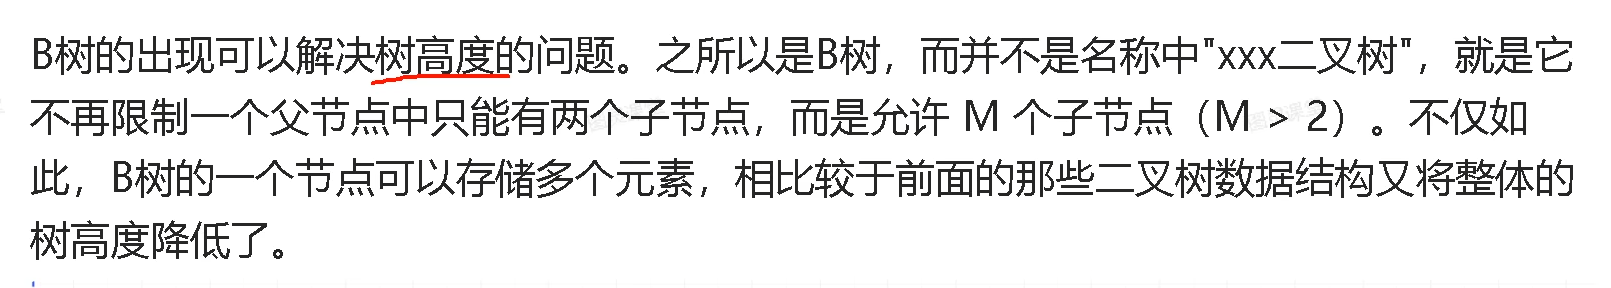 B树的出现可以解决树高度的问题。之所以是B树，而并不是名称中"xxx二叉树"，就是它
不再限制一个父节点中只能有两个子节点，而是允许 M 个子节点（M > 2）。不仅如
此，B树的一个节点可以存储多个元素，相比较于前面的那些二叉树数据结构又将整体的
树高度降低了。